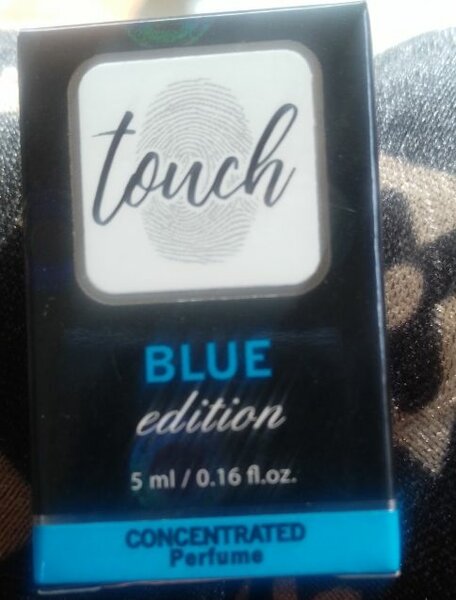 touch
BLUE
edition
5 ml / 0.16 fl.oz.
CONCENTRATED
Perfume